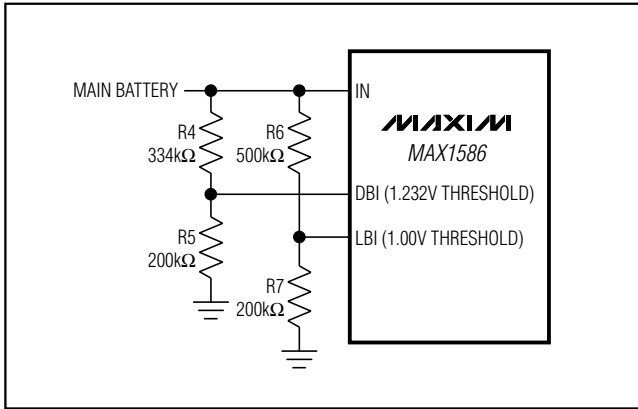 MAIN BATTERY
IN
R4
334kΩ
R6
500kΩ
MAXIM
MAX1586
DBI (1.232V THRESHOLD)
LBI (1.00V THRESHOLD)
R5
200kΩ
R7
200kΩ